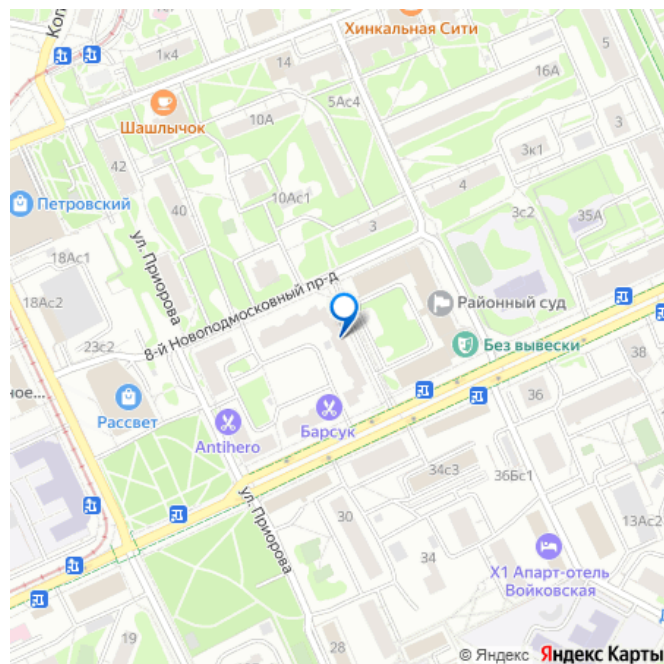 Хинкальная Сити
Коп
1к4
14
5
16А
Шашлычок
5Ас4
10А
3
3к1
42
10Ас1
4
40
Петровский
3
3с2
35А
18Ас1
ул. Приорова
8-й Новоподмосковный пр-д
18Ас2
Районный суд
23с2
Без вывески
38
ное...
36
Рассвет
Antihero
Барсук
34с3
36Бс1
ул. Приорова
30
13Ас2
34
Х1 Апарт-отель
Войковская
Д
19
28
© Яндекс Яндекс Карты